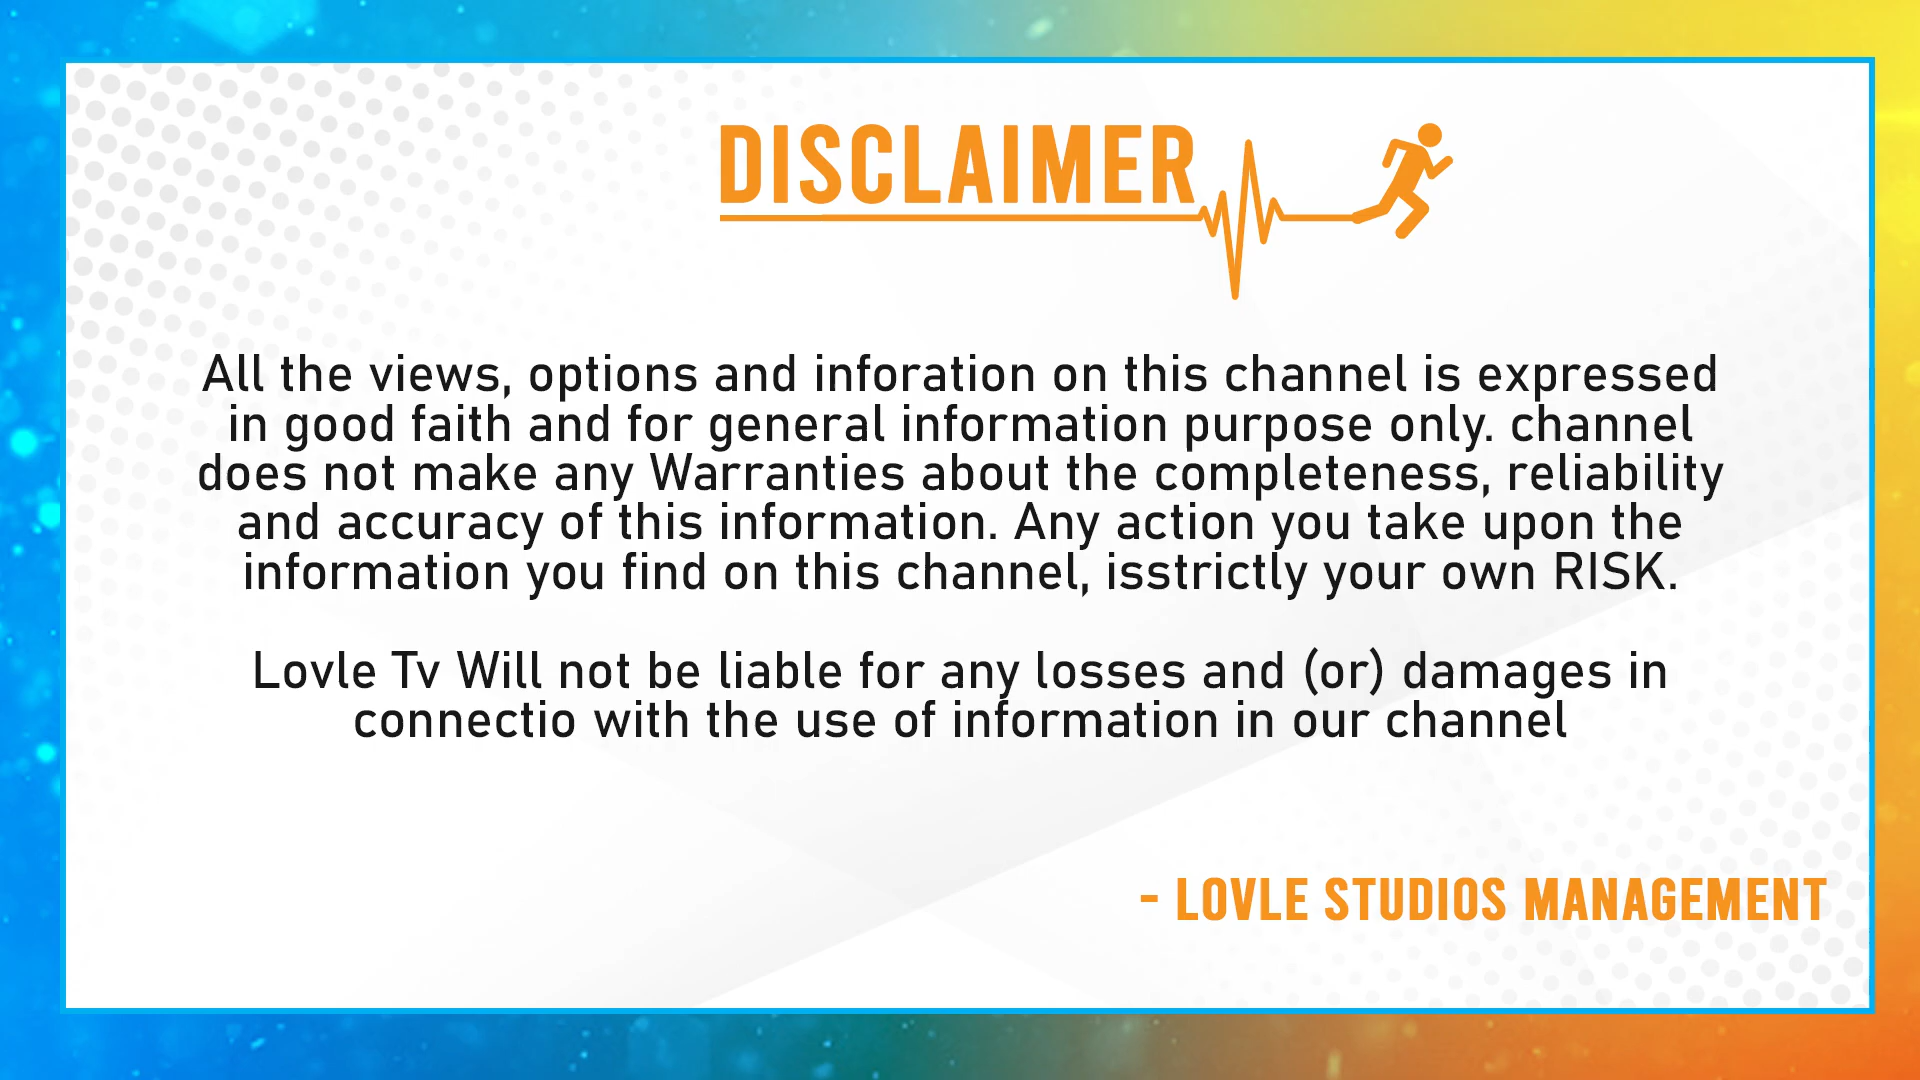 DISCLAIMER
All the views, options and inforation on this channel is expressed
in good faith and for general information purpose only. channel
does not make any Warranties about the completeness, reliability
and accuracy of this information. Any action you take upon the
information you find on this channel, isstrictly your own RISK.
Lovle Tv Will not be liable for any losses and (or) damages in
connectio with the use of information in our channel
- LOVLE STUDIOS MANAGEMENT